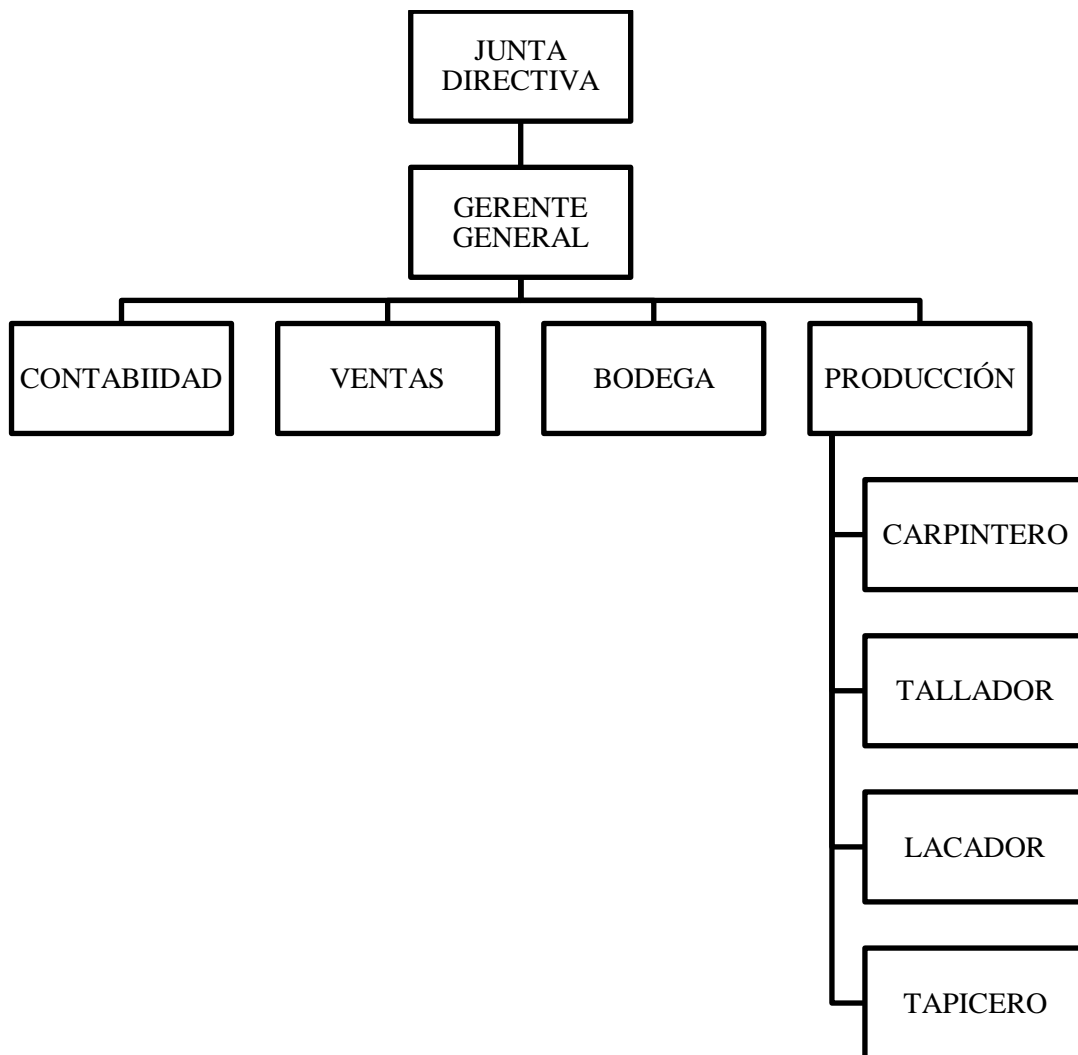 JUNTA
DIRECTIVA
GERENTE
GENERAL
CONTABIIDAD
VENTAS
BODEGA
PRODUCCIÓN
CARPINTERO
TALLADOR
LACADOR
TAPICERO